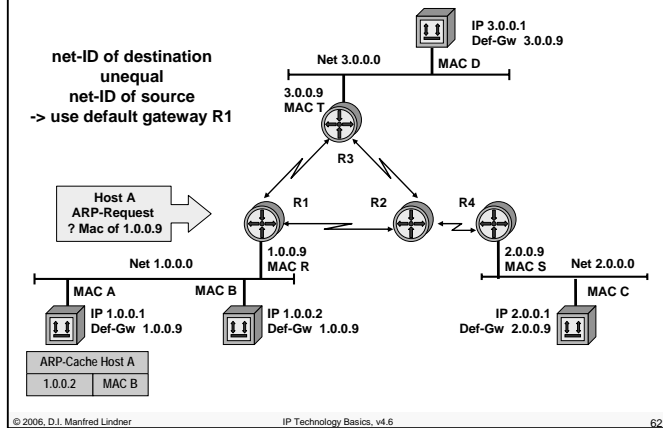 net-ID of destination
unequal
net-ID of source
-> use default gateway R1
IP 3.0.0.1
Def-Gw 3.0.0.9
Net 3.0.0.0
MAC D
3.0.0.9
MAC T
R3
Host A
ARP-Request
? Mac of 1.0.0.9
R1
R2
R4
1.0.0.9
MAC R
2.0.0.9
MAC S
Net 1.0.0.0
Net 2.0.0.0
MAC A
MAC B
MAC C
IP 1.0.0.1
Def-Gw 1.0.0.9
IP 1.0.0.2
Def-Gw 1.0.0.9
IP 2.0.0.1
Def-Gw 2.0.0.9
ARP-Cache Host A
1.0.0.2 MAC B
© 2006, D.I. Manfred Lindner IP Technology Basics, v4.6 62